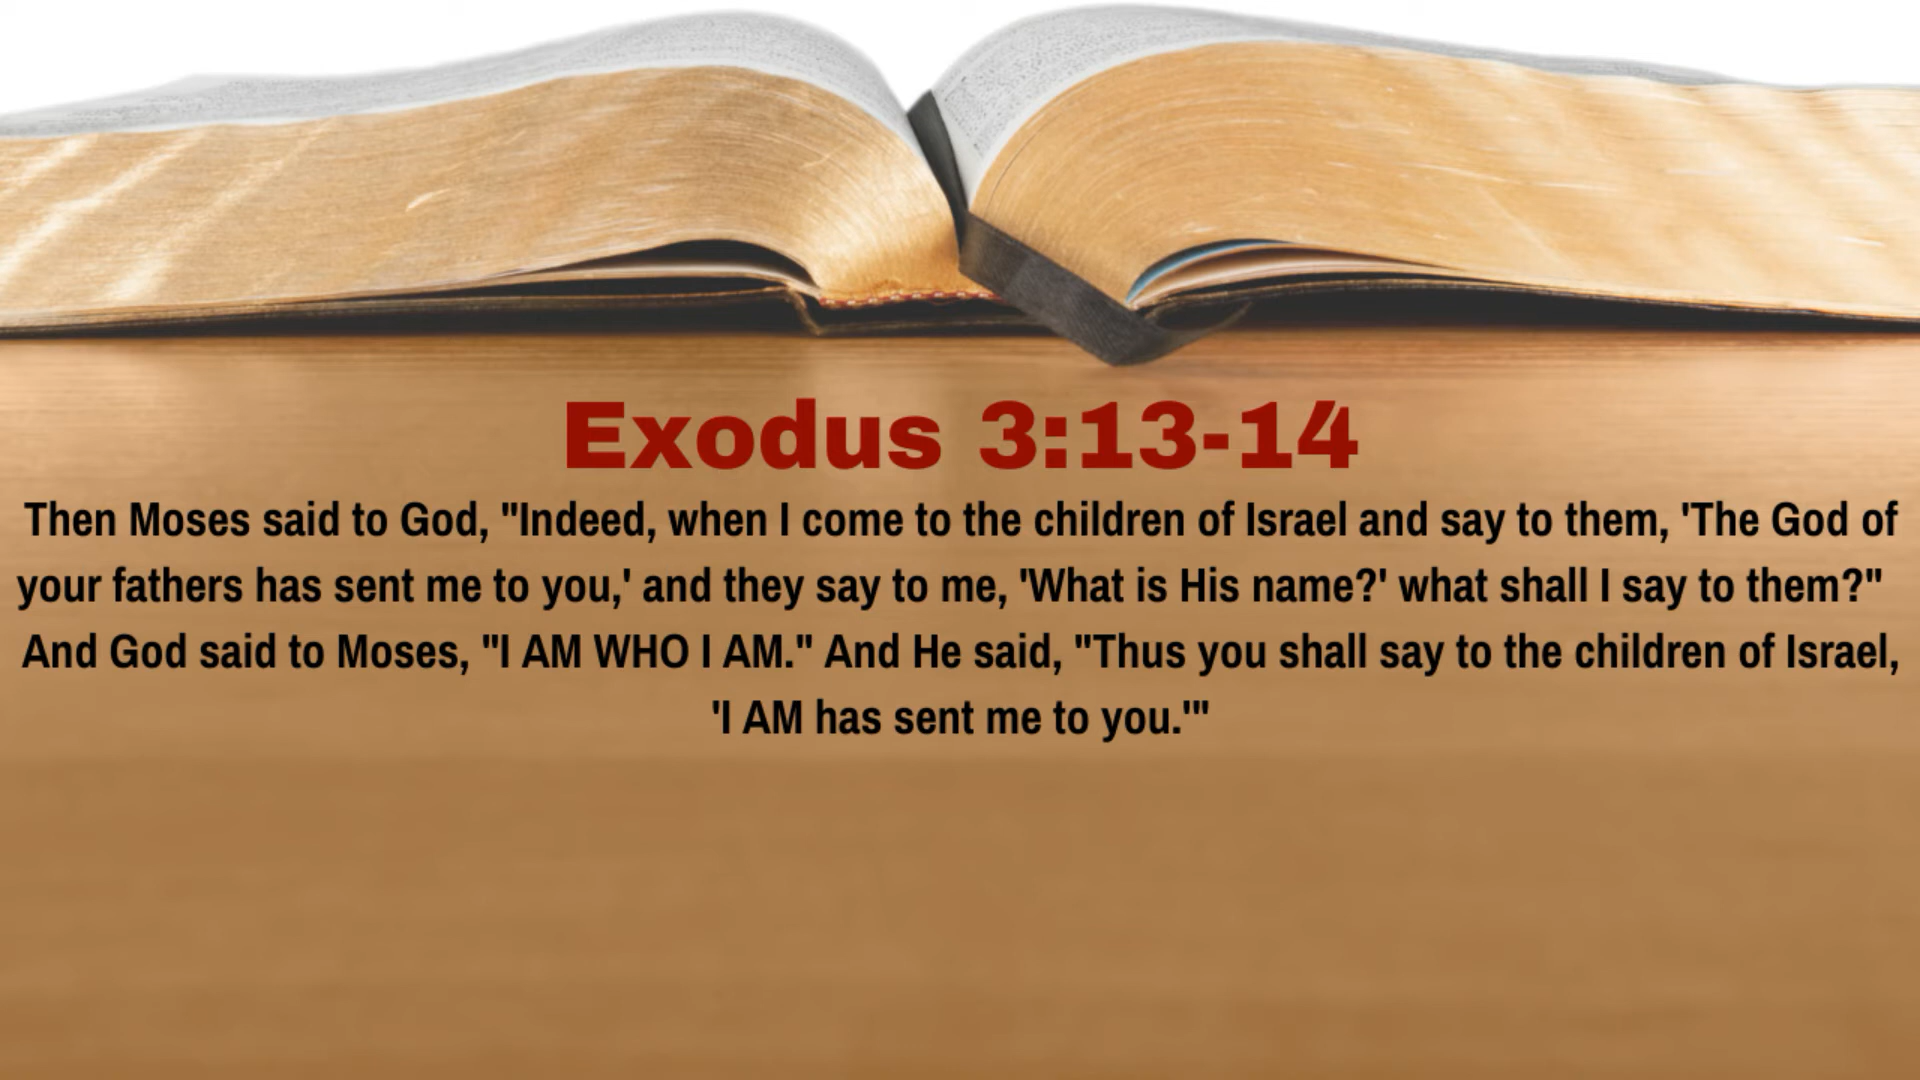 Exodus 3:13-14
Then Moses said to God, "Indeed, when I come to the children of Israel and say to them, 'The God of
your fathers has sent me to you,' and they say to me, 'What is His name?' what shall I say to them?"
And God said to Moses, "I AM WHO I AM." And He said, "Thus you shall say to the children of Israel,
'I AM has sent me to you.'"